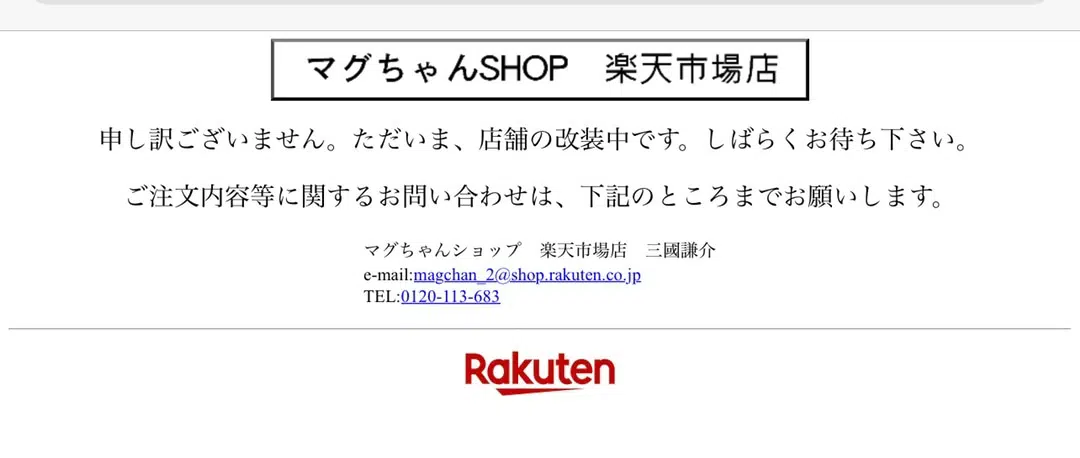 マグちゃんSHOP　楽天市場店
申し訳ございません。ただいま、店舗の改装中です。しばらくお待ち下さい。
ご注文内容等に関するお問い合わせは、下記のところまでお願いします。
マグちゃんショップ　楽天市場店　三國謙介
e-mail:magchan_2@shop.rakuten.co.jp
TEL:0120-113-683
Rakuten